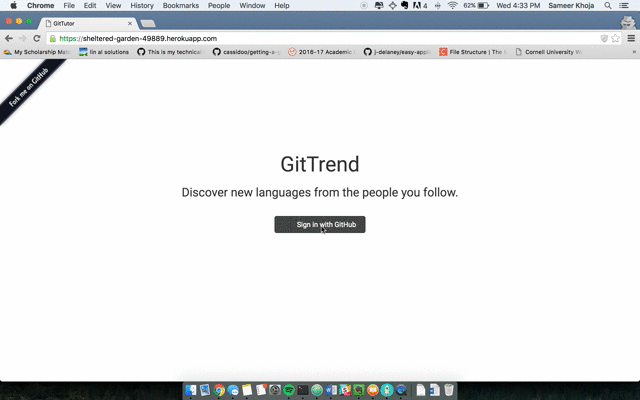 Chrome File Edit View History Bookmarks People Window Help 4 62% Wed 4:33 PM Sameer Khoja
GitTutor
https://sheltered-garden-49889.herokuapp.com
My Scholarship Mat lin al solutions This is my technical cassidoo/getting-a- 2016-17 Academic j-delaney/easy-appl File Structure | The Cornell University W
Fork me on GitHub
GitTrend
Discover new languages from the people you follow.
Sign in with GitHub